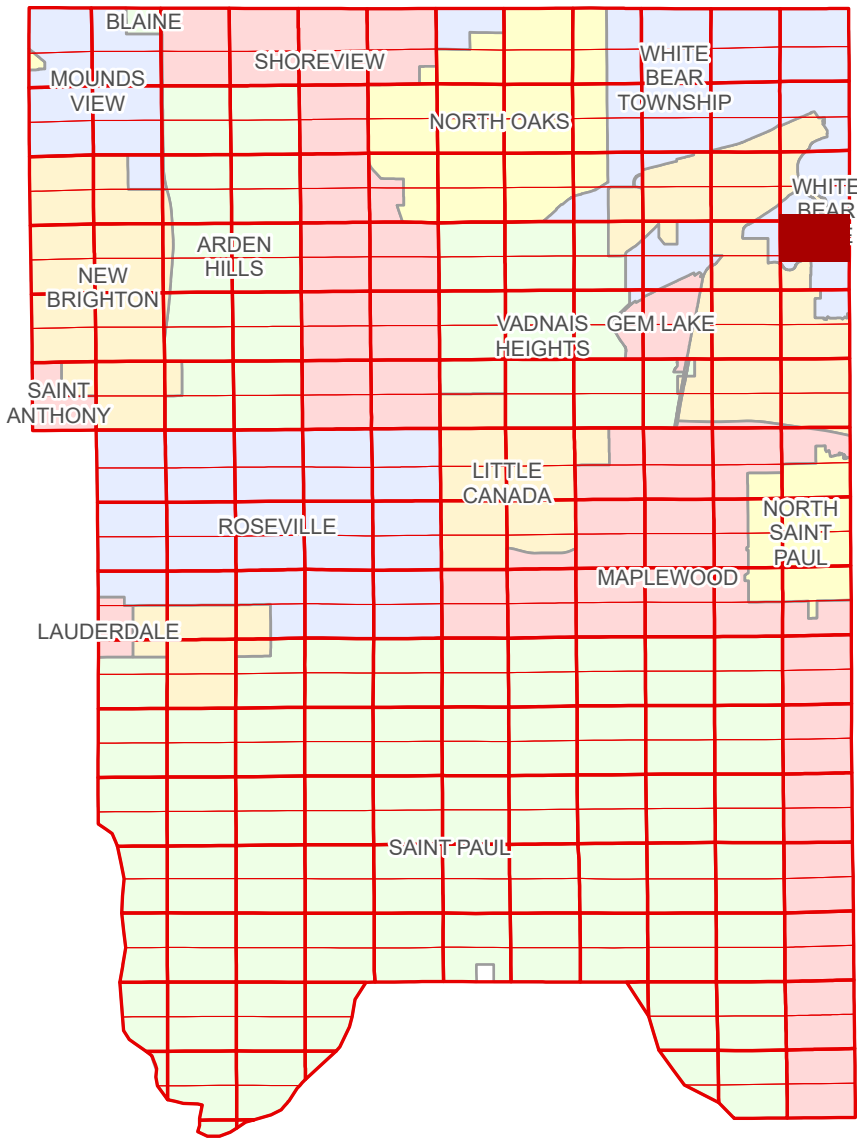 BLAINE
SHOREVIEW
WHITE
BEAR
TOWNSHIP
MOUNDS
VIEW
NORTH OAKS
WHITE
BEAR
ARDEN
HILLS
NEW
BRIGHTON
VADNAIS
HEIGHTS
GEM LAKE
SAINT
ANTHONY
LITTLE
CANADA
NORTH
SAINT
PAUL
ROSEVILLE
MAPLEWOOD
LAUDERDALE
SAINT PAUL